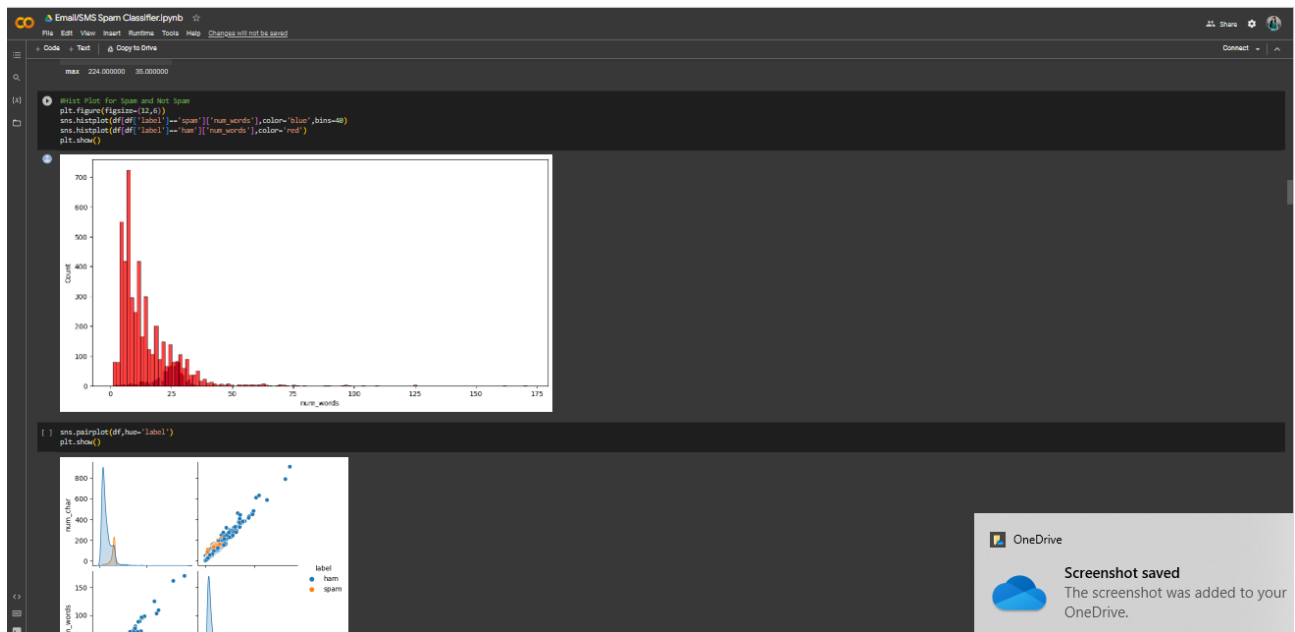 Email/SMS Spam Classifier.ipynb ☆
Share
File Edit View Insert Runtime Tools Help Changes will not be saved
+ Code + Text Copy to Drive
Connect
max 224.000000 35.000000
#Hist Plot for Spam and Not Spam
plt.figure(figsize=(12,6))
sns.histplot(df[df['label']=='spam']['num_words'],color='blue',bins=40)
sns.histplot(df[df['label']=='ham']['num_words'],color='red')
plt.show()
700
600
500
400
300
200
100
0
Count
0 25 50 75 100 125 150 175
num_words
[ ] sns.pairplot(df,hue='label')
plt.show()
800
600
400
200
0
num_char
label
ham
spam
150
100
OneDrive
Screenshot saved
The screenshot was added to your
OneDrive.